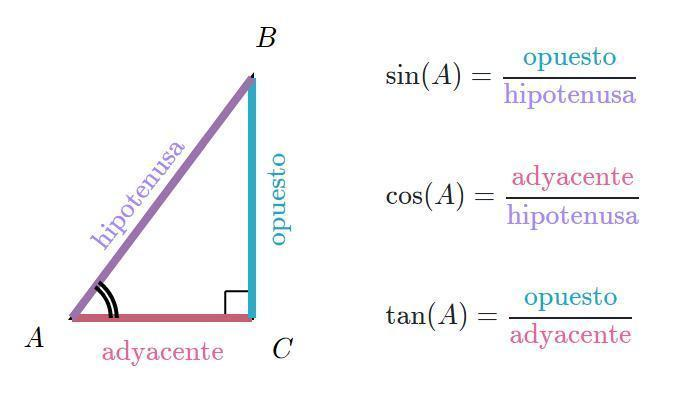 B
hipotenusa
opuesto
A
adyacente
C
sin(A) = opuesto / hipotenusa
cos(A) = adyacente / hipotenusa
tan(A) = opuesto / adyacente